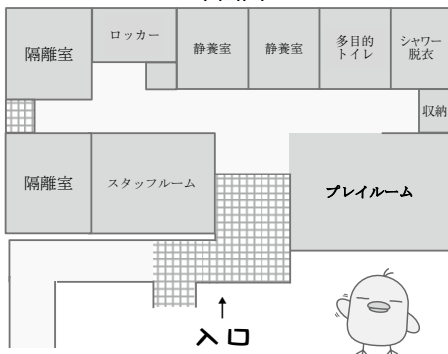 隔離室
ロッカー
静養室
静養室
多目的
トイレ
シャワー
脱衣
収納
隔離室
スタッフルーム
プレイルーム
入口